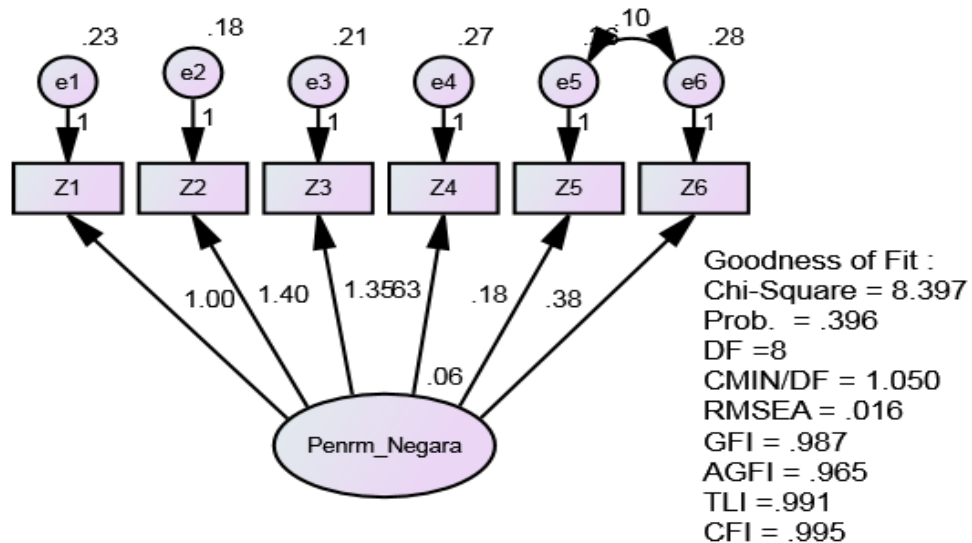 .23 .18 .21 .27 .10 .28
e1 e2 e3 e4 e5 e6
1 1 1 1 1 1
Z1 Z2 Z3 Z4 Z5 Z6
1.00 1.40 1.35 .63 .18 .38
.06
Penrm_Negara
Goodness of Fit :
Chi-Square = 8.397
Prob. = .396
DF =8
CMIN/DF = 1.050
RMSEA = .016
GFI = .987
AGFI = .965
TLI =.991
CFI = .995